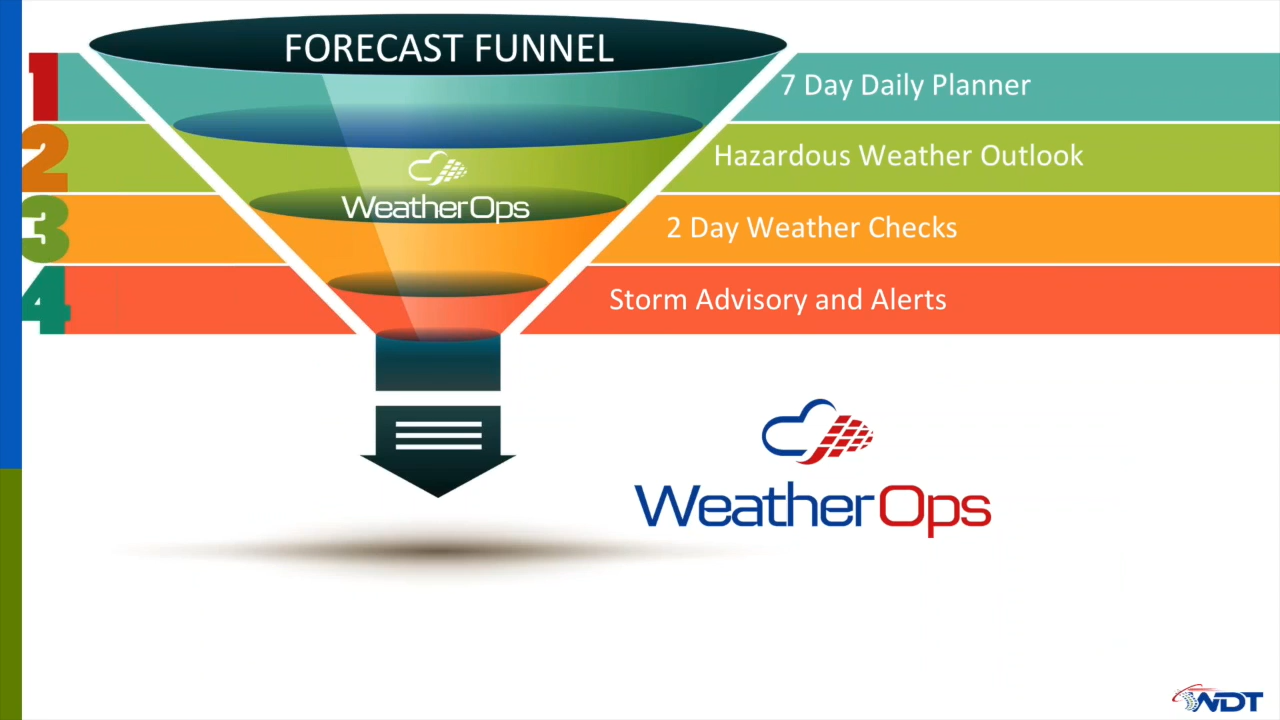 FORECAST FUNNEL
1
7 Day Daily Planner
2
Hazardous Weather Outlook
WeatherOps
3
2 Day Weather Checks
4
Storm Advisory and Alerts
WeatherOps
WDT